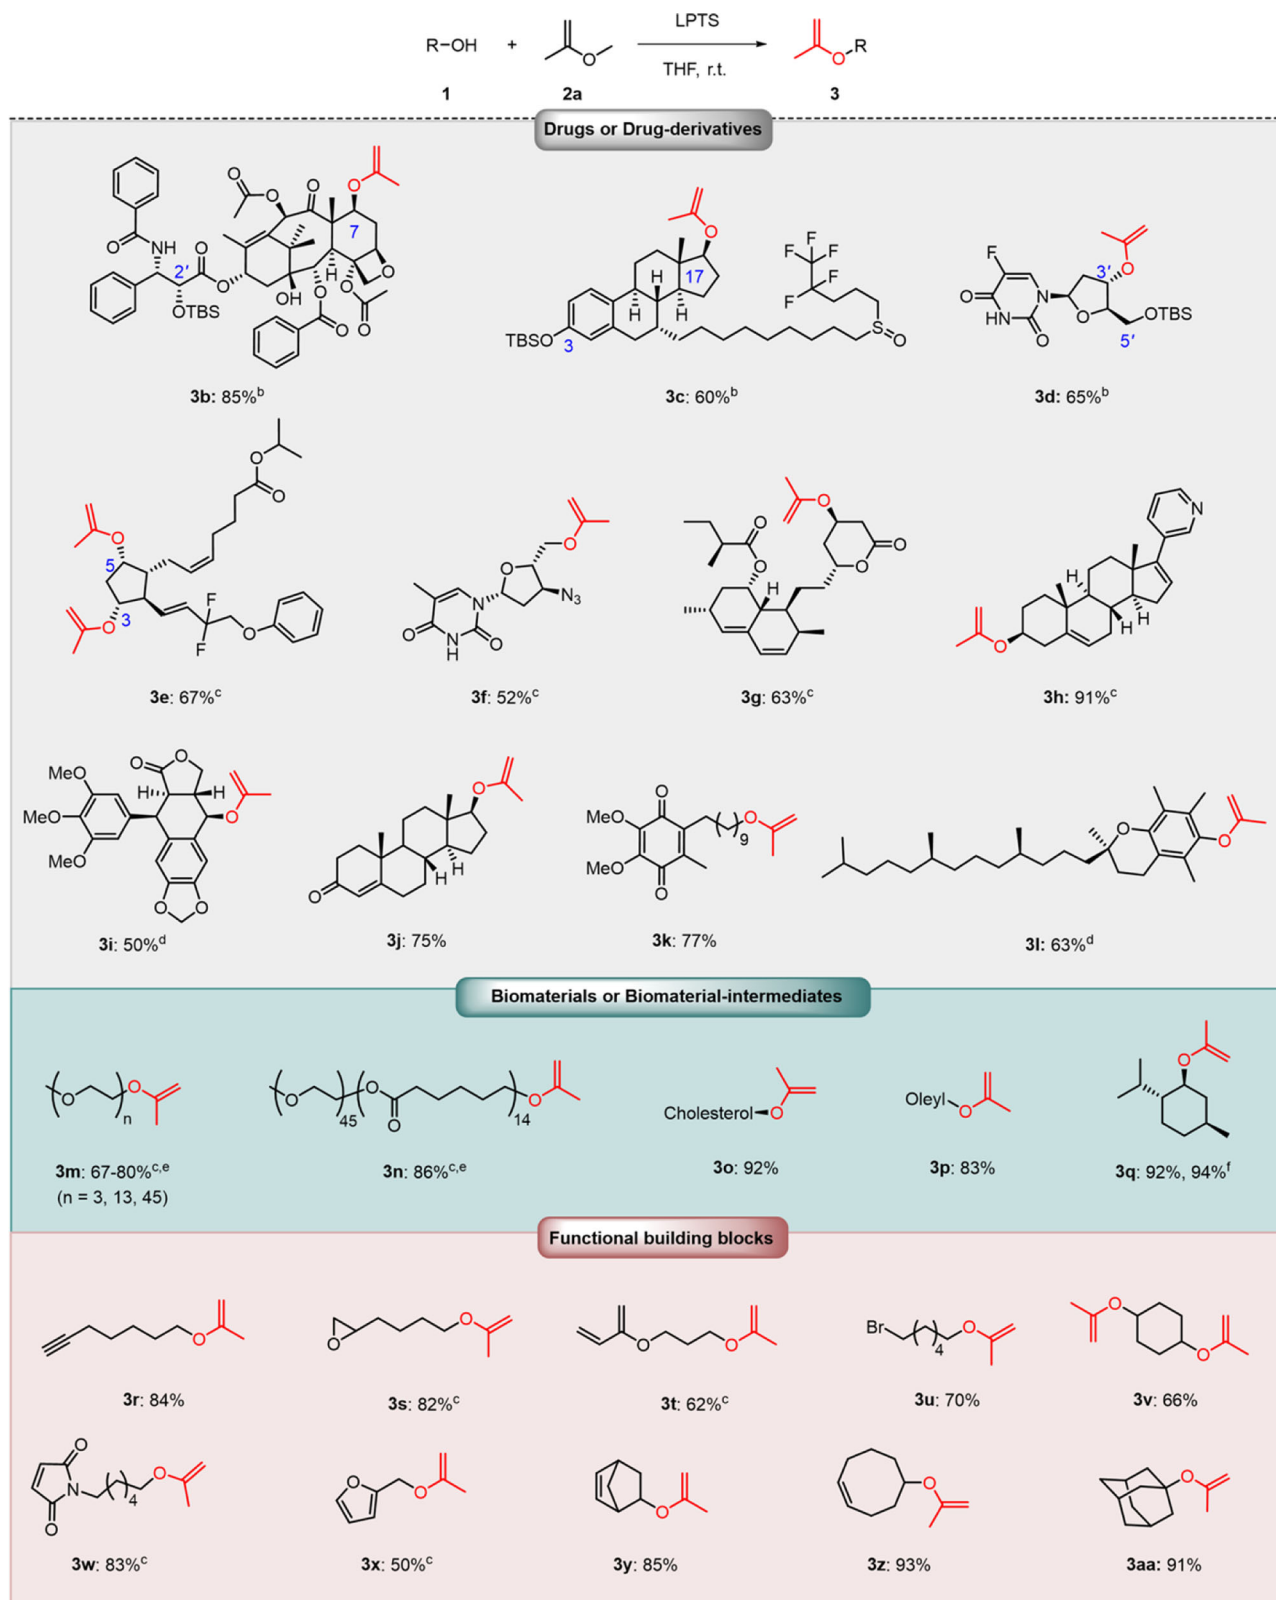 R–OH + O LPTS O R
THF, r.t.
1 2a 3
Drugs or Drug-derivatives
O O O O
O NH 2′ O O 7 H O
OTBS OH O O O O
3b: 85%ᵇ
O 17 H H H F F F F F
TBSO 3 S O
3c: 60%ᵇ
F O 3′ N O OTBS 5′
O NH O
3d: 65%ᵇ
O O
O 5
O 3 F F O
3e: 67%ᶜ
O O N₃
N O N H O
3f: 52%ᶜ
O O O O
O H
3g: 63%ᶜ
N
H H H O
3h: 91%ᶜ
O O
MeO MeO MeO H H O
O O
3i: 50%ᵈ
O
H H O
3j: 75%
O MeO MeO O 9 O
3k: 77%
O O
3l: 63%ᵈ
Biomaterials or Biomaterial-intermediates
O n O
3m: 67-80%ᶜ,ᵉ
(n = 3, 13, 45)
O 45 O O 14 O
3n: 86%ᶜ,ᵉ
Cholesterol O
3o: 92%
Oleyl O
3p: 83%
O
3q: 92%, 94%ᶠ
Functional building blocks
O
3r: 84%
O O
3s: 82%ᶜ
O O
3t: 62%ᶜ
Br 4 O
3u: 70%
O O
3v: 66%
O N O 4 O
3w: 83%ᶜ
O O
3x: 50%ᶜ
O
3y: 85%
O
3z: 93%
O
3aa: 91%